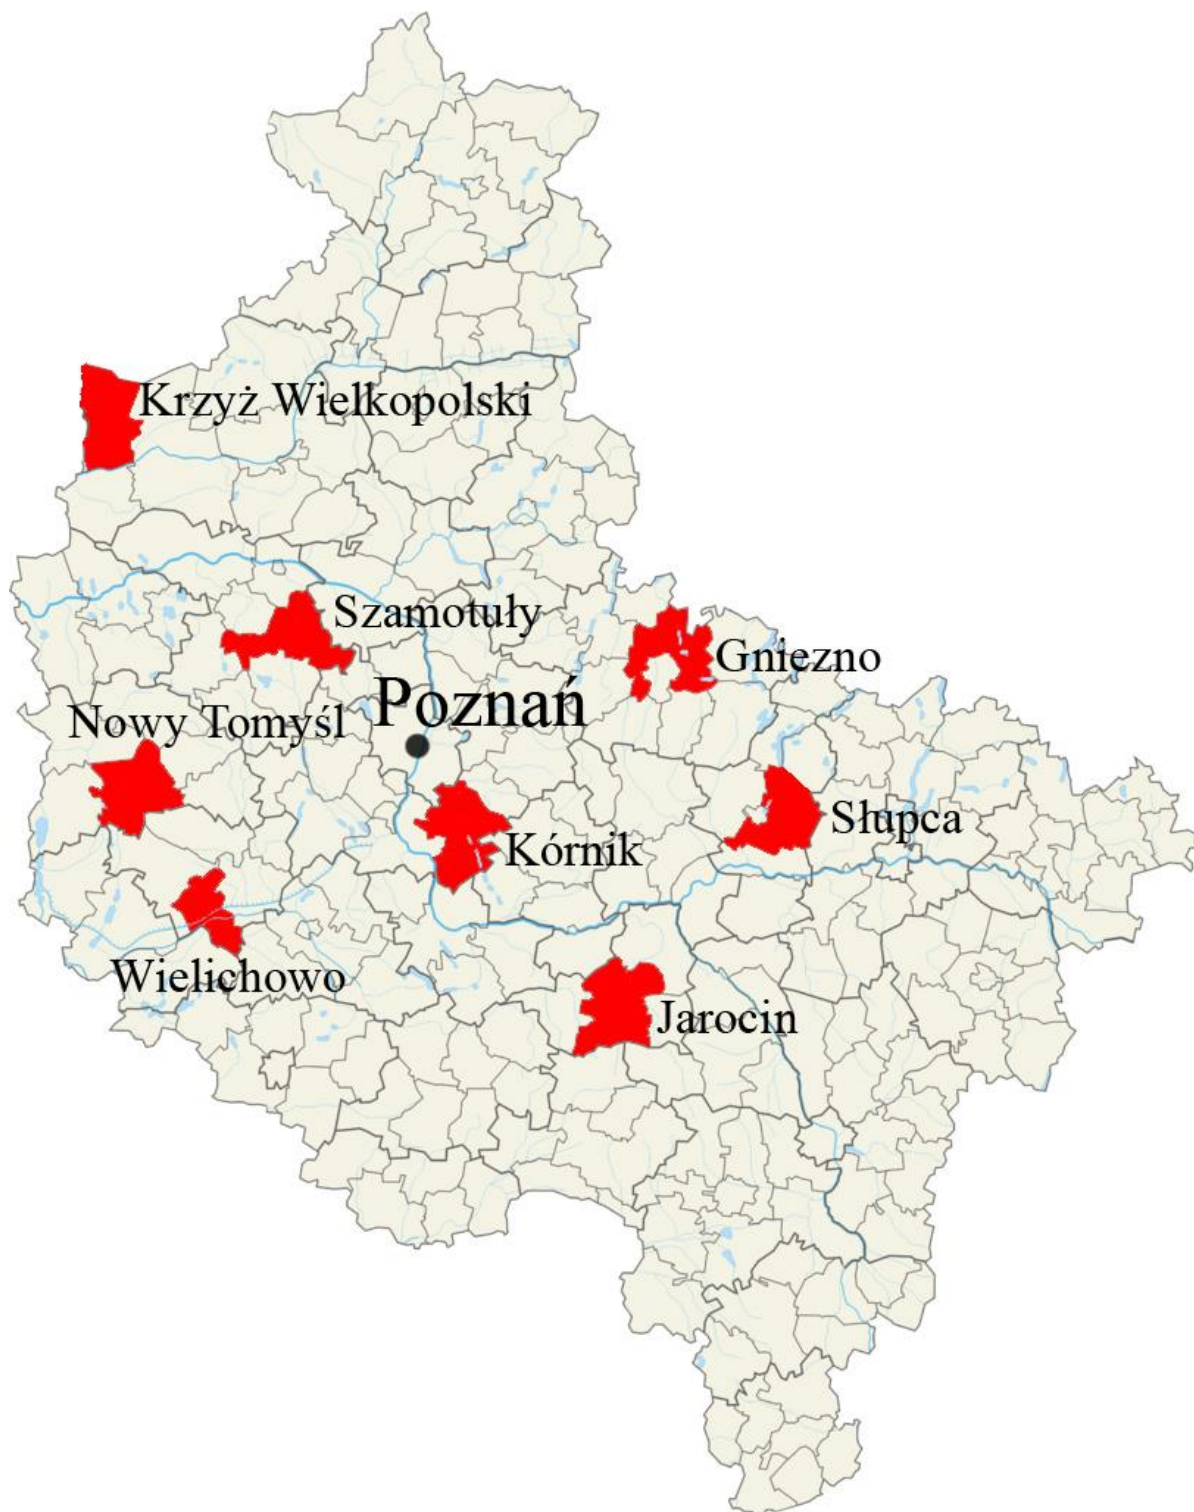 Krzyż Wielkopolski
Szamotuły
Gniezno
Poznań
Nowy Tomyśl
Słupca
Kórnik
Wielichowo
Jarocin